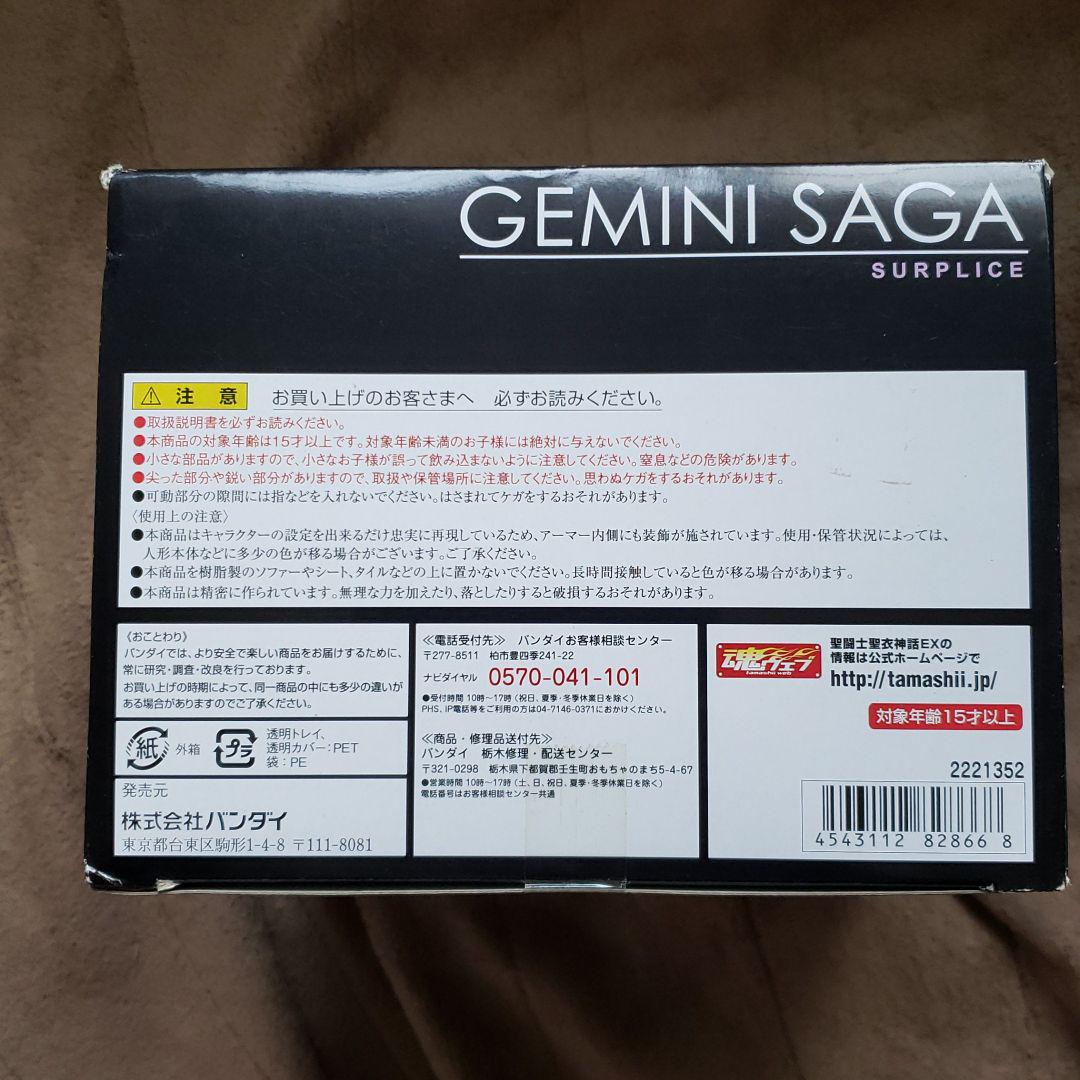 GEMINI SAGA
SURPLICE
注 意 お買い上げのお客さまへ 必ずお読みください。
●取扱説明書を必ずお読みください。
●本商品の対象年齢は15才以上です。対象年齢未満のお子様には絶対に与えないでください。
●小さな部品がありますので、小さなお子様が誤って飲み込まないように注意してください。窒息などの危険があります。
●尖った部分や鋭い部分がありますので、取扱や保管場所に注意してください。思わぬケガをするおそれがあります。
●可動部分の隙間には指などを入れないでください。はさまれてケガをするおそれがあります。
〈使用上の注意〉
●本商品はキャラクターの設定を出来るだけ忠実に再現しているため、アーマー内側にも装飾が施されています。使用・保管状況によっては、
人形本体などに多少の色が移る場合がございます。ご了承ください。
●本商品を樹脂製のソファーやシート、タイルなどの上に置かないでください。長時間接触していると色が移る場合があります。
●本商品は精密に作られています。無理な力を加えたり、落としたりすると破損するおそれがあります。
《おことわり》
バンダイでは、より安全で楽しい商品をお届けするために、
常に研究・調査・改良を行っております。
お買い上げの時期によって、同一商品の中にも多少の違いが
ある場合がありますのでご了承ください。
紙 外箱 プラ 透明トレイ、
透明カバー:PET
袋:PE
発売元
株式会社バンダイ
東京都台東区駒形1-4-8 〒111-8081
≪電話受付先≫ バンダイお客様相談センター
〒277-8511 柏市豊四季241-22
ナビダイヤル 0570-041-101
●受付時間 10時～17時(祝日、夏季・冬季休業日を除く)
PHS、IP電話等をご利用の方は04-7146-0371におかけください。
≪商品・修理品送付先≫
バンダイ 栃木修理・配送センター
〒321-0298 栃木県下都賀郡壬生町おもちゃのまち5-4-67
●営業時間 10時～17時(土、日、祝日、夏季・冬季休業日を除く)
電話番号はお客様相談センター共通
魂ウェブ
tamashii web
聖闘士聖衣神話EXの
情報は公式ホームページで
http://tamashii.jp/
対象年齢15才以上
2221352
4543112 82866 8